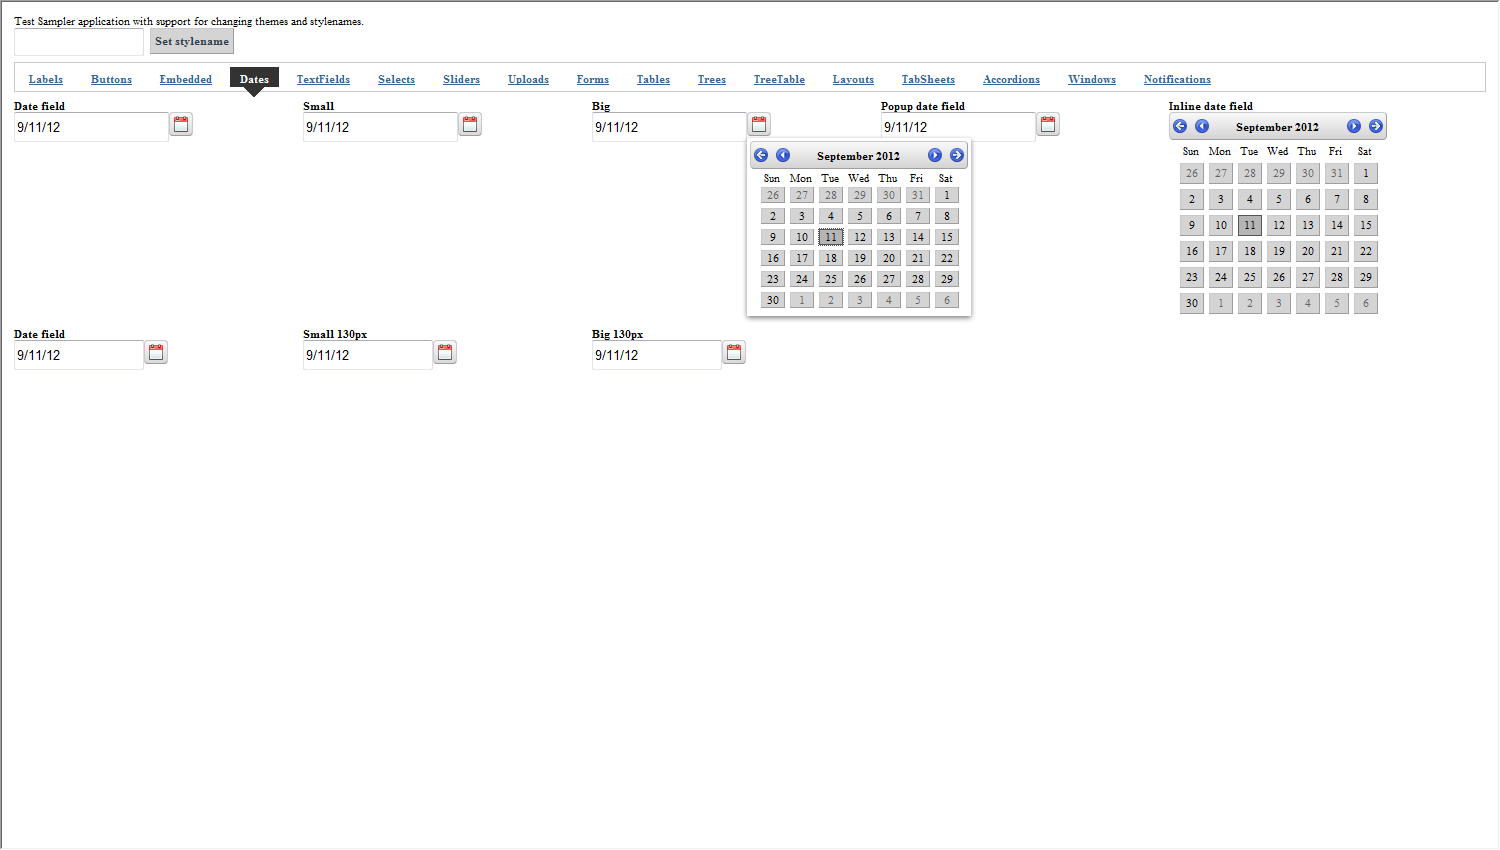 Test Sampler application with support for changing themes and stylenames.
Set stylename
Labels Buttons Embedded Dates TextFields Selects Sliders Uploads Forms Tables Trees TreeTable Layouts TabSheets Accordions Windows Notifications
Date field Small Big Popup date field Inline date field
9/11/12 9/11/12 9/11/12 9/11/12
September 2012
Sun Mon Tue Wed Thu Fri Sat
26 27 28 29 30 31 1
2 3 4 5 6 7 8
9 10 11 12 13 14 15
16 17 18 19 20 21 22
23 24 25 26 27 28 29
30 1 2 3 4 5 6
September 2012
Sun Mon Tue Wed Thu Fri Sat
26 27 28 29 30 31 1
2 3 4 5 6 7 8
9 10 11 12 13 14 15
16 17 18 19 20 21 22
23 24 25 26 27 28 29
30 1 2 3 4 5 6
Date field Small 130px Big 130px
9/11/12 9/11/12 9/11/12